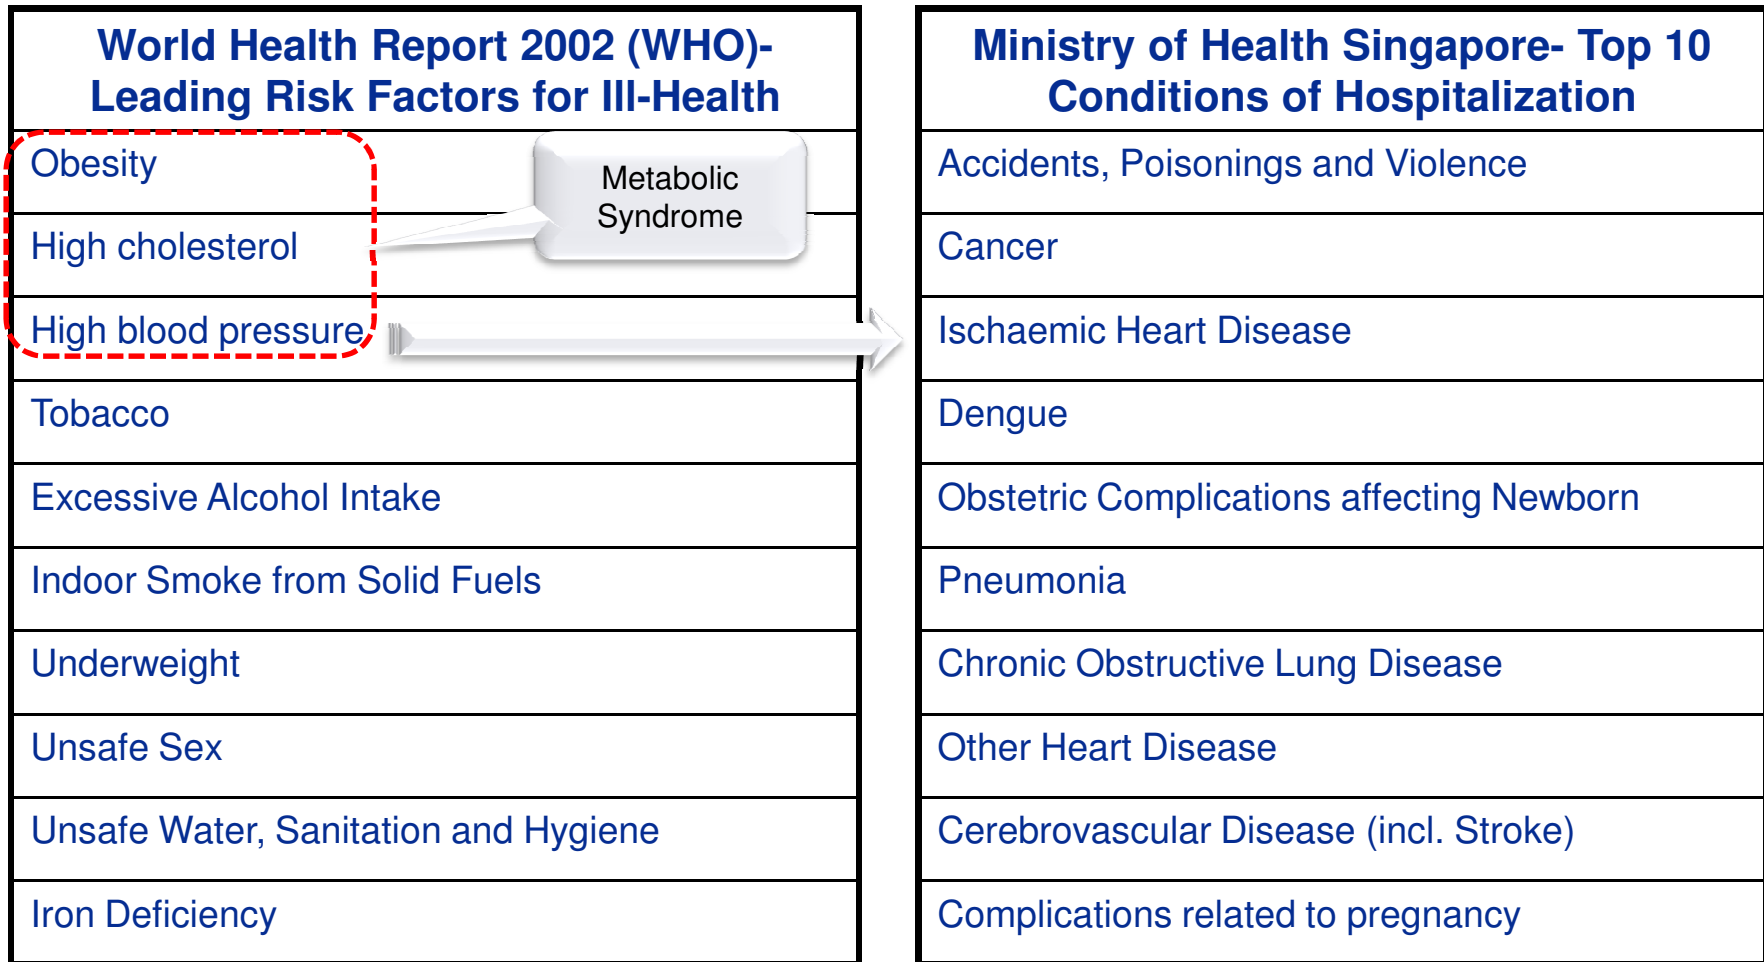 World Health Report 2002 (WHO)-
Leading Risk Factors for Ill-Health
Obesity
Metabolic
Syndrome
High cholesterol
High blood pressure
Tobacco
Excessive Alcohol Intake
Indoor Smoke from Solid Fuels
Underweight
Unsafe Sex
Unsafe Water, Sanitation and Hygiene
Iron Deficiency
Ministry of Health Singapore- Top 10
Conditions of Hospitalization
Accidents, Poisonings and Violence
Cancer
Ischaemic Heart Disease
Dengue
Obstetric Complications affecting Newborn
Pneumonia
Chronic Obstructive Lung Disease
Other Heart Disease
Cerebrovascular Disease (incl. Stroke)
Complications related to pregnancy